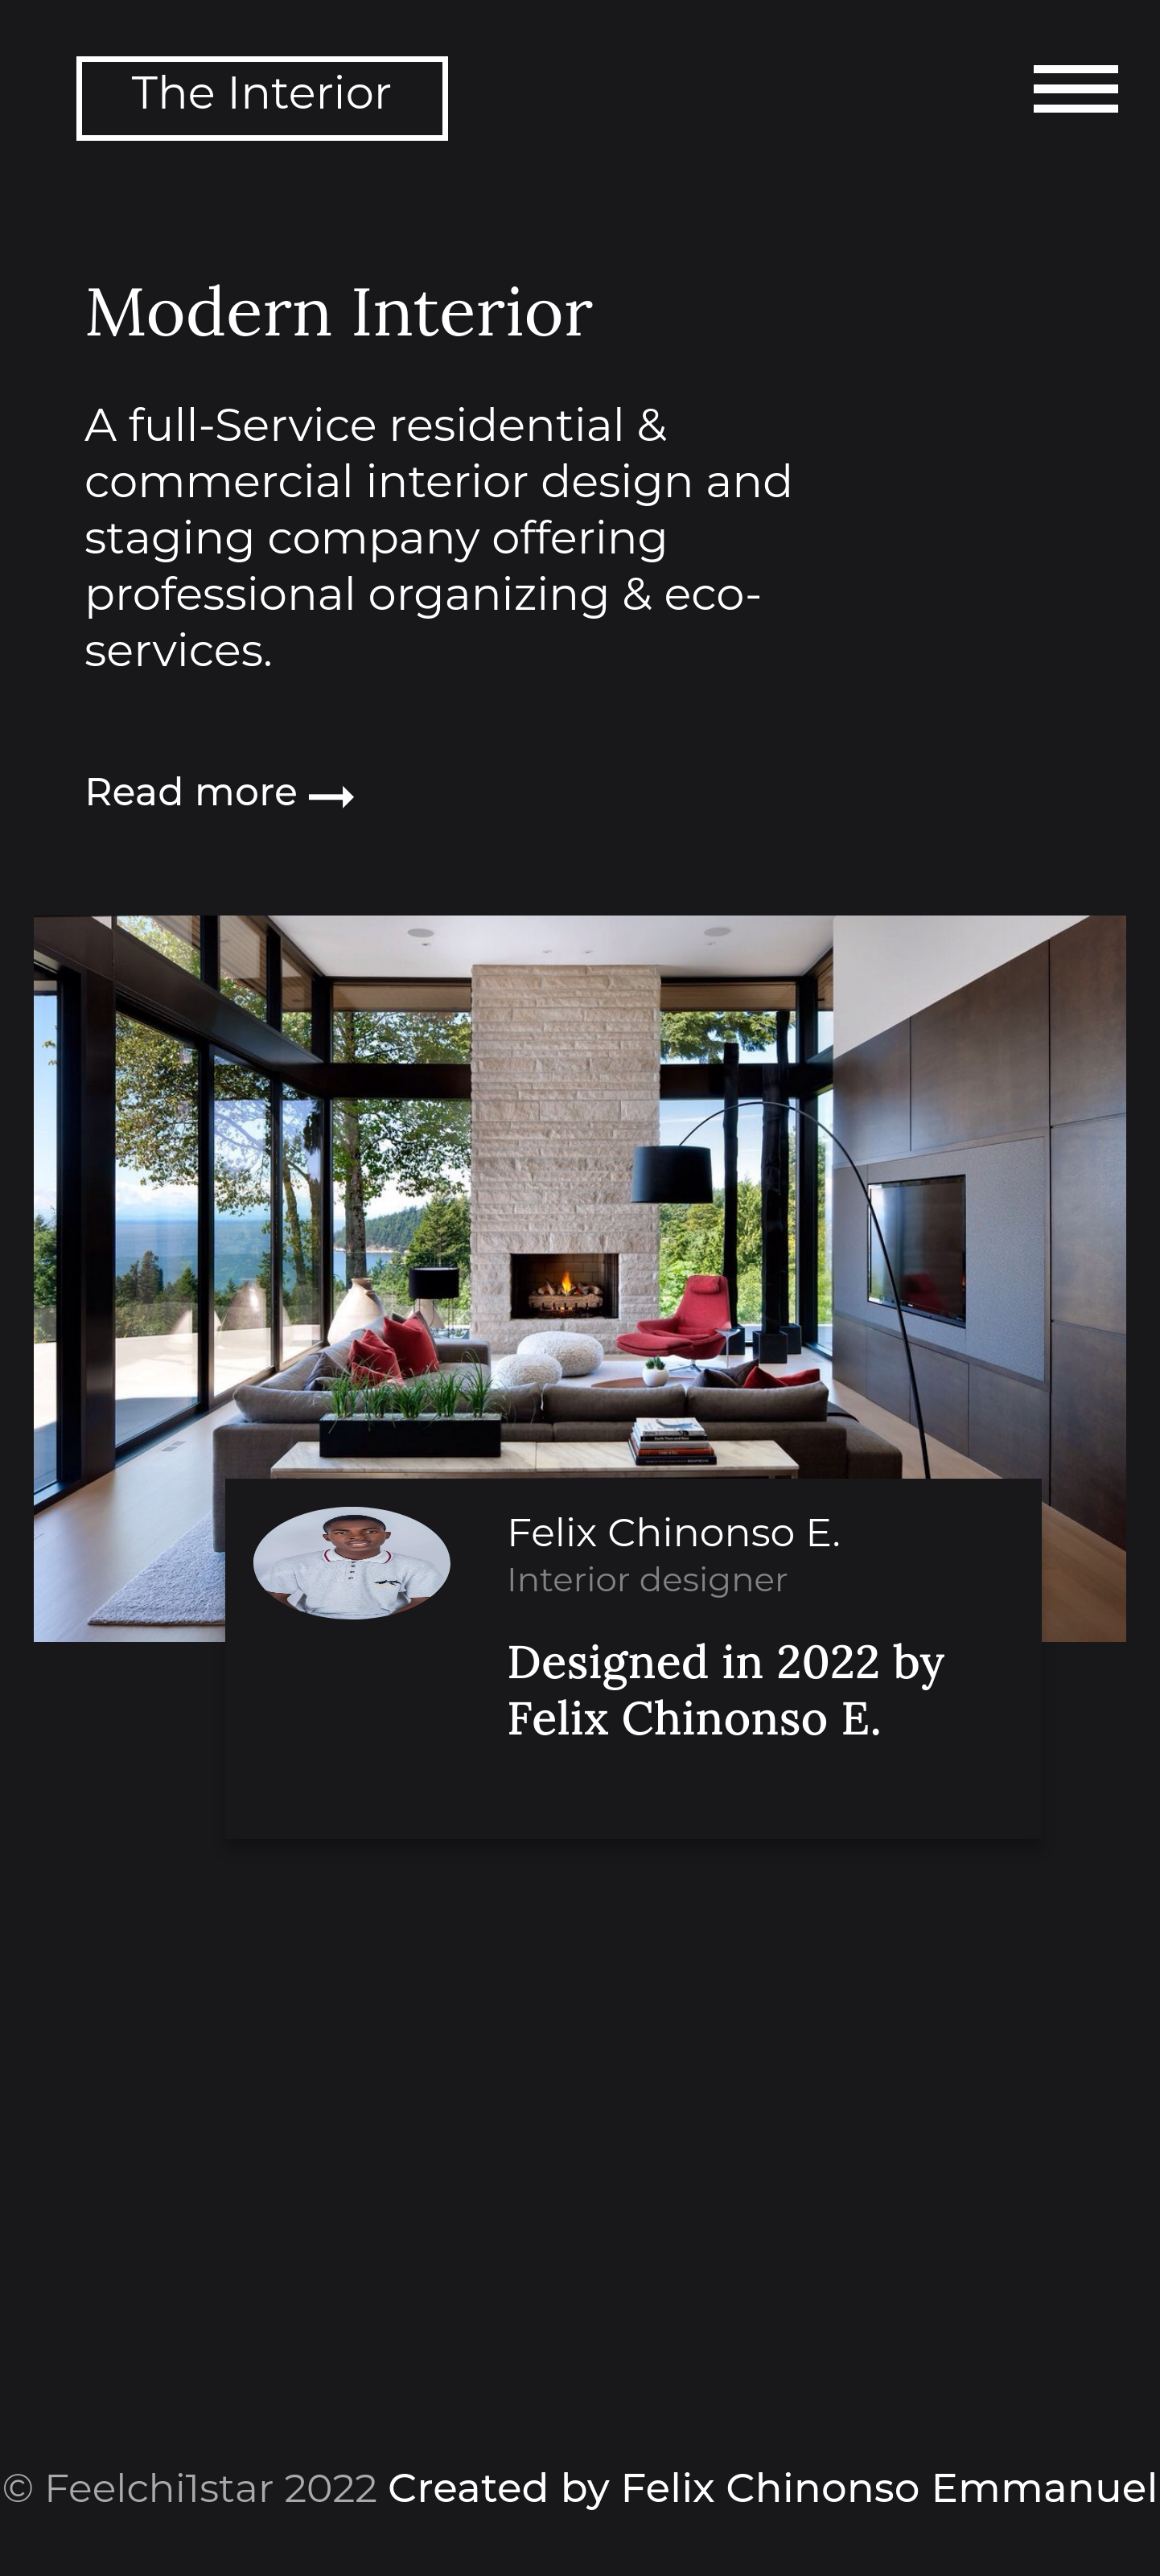 The Interior
Modern Interior
A full-Service residential &
commercial interior design and
staging company offering
professional organizing & eco-
services.
Read more
Felix Chinonso E.
Interior designer
Designed in 2022 by
Felix Chinonso E.
© Feelchi1star 2022 Created by Felix Chinonso Emmanuel